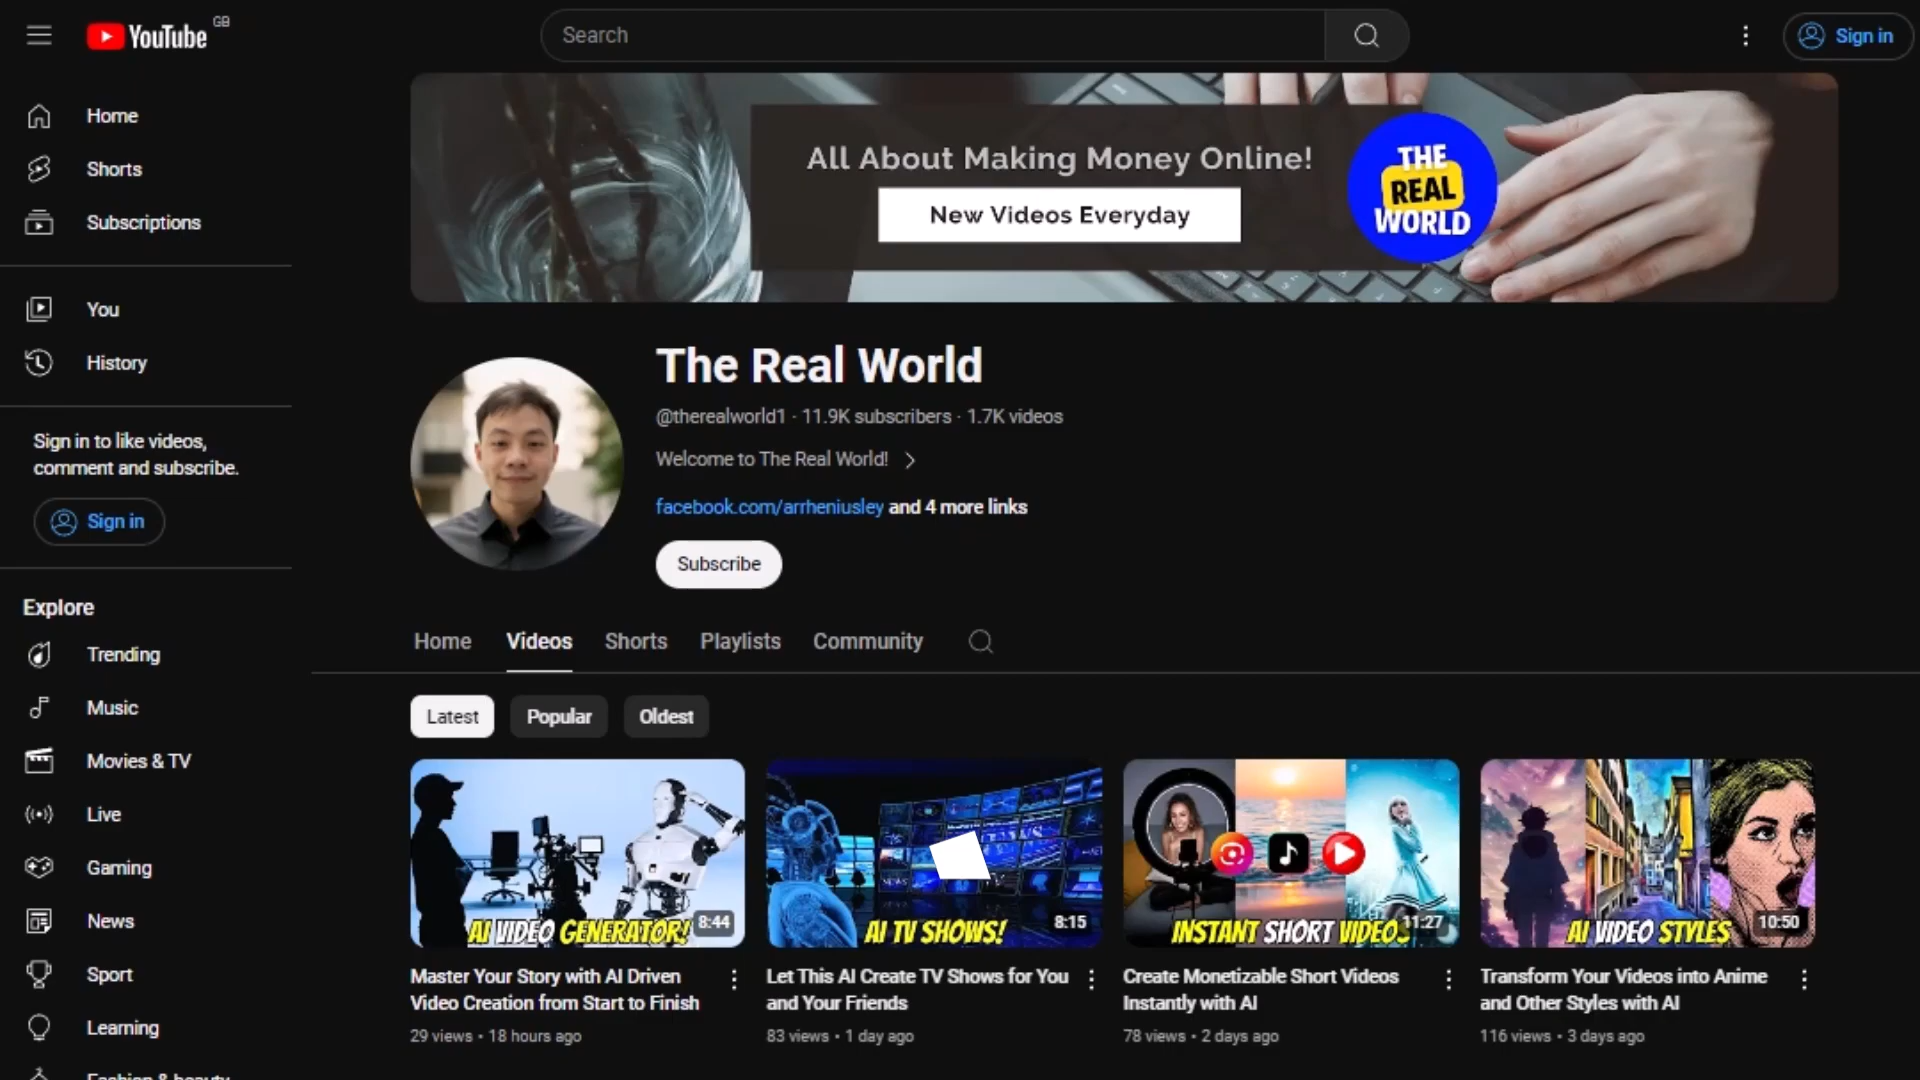 YouTube GB
Search
Sign in
Home
Shorts
Subscriptions
You
History
Sign in to like videos,
comment and subscribe.
Sign in
Explore
Trending
Music
Movies & TV
Live
Gaming
News
Sport
Learning
Fashion & beauty
All About Making Money Online!
New Videos Everyday
THE
REAL
WORLD
The Real World
@therealworld1 · 11.9K subscribers · 1.7K videos
Welcome to The Real World!
facebook.com/arrheniusley and 4 more links
Subscribe
Home Videos Shorts Playlists Community
Latest Popular Oldest
AI VIDEO GENERATOR! 8:44
Master Your Story with AI Driven
Video Creation from Start to Finish
29 views • 18 hours ago
NEWS
AI TV SHOWS! 8:15
Let This AI Create TV Shows for You
and Your Friends
83 views • 1 day ago
INSTANT SHORT VIDEOS 11:27
Create Monetizable Short Videos
Instantly with AI
78 views • 2 days ago
AI VIDEO STYLES 10:50
Transform Your Videos into Anime
and Other Styles with AI
116 views • 3 days ago